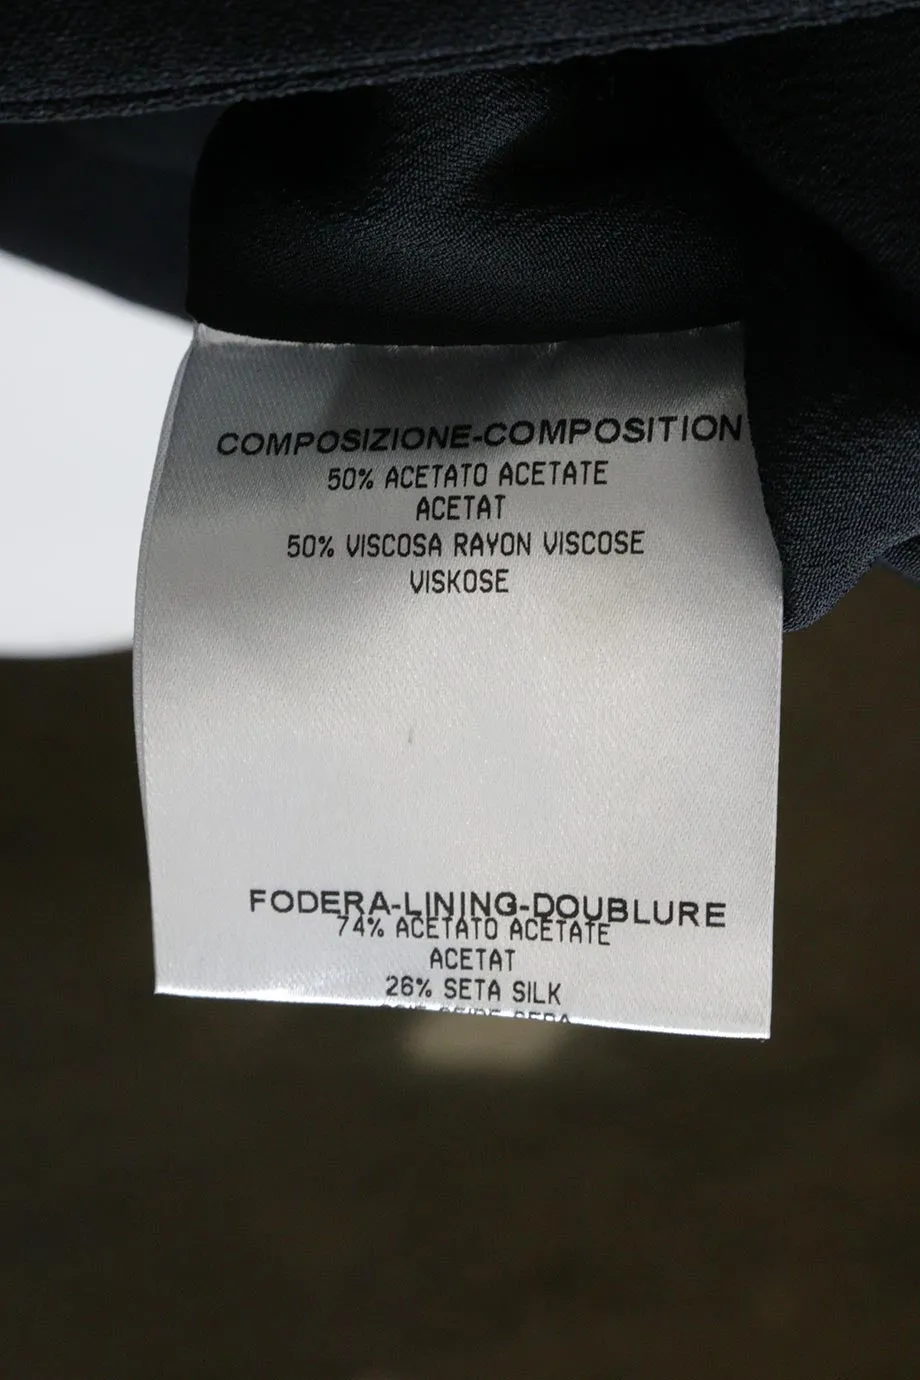 COMPOSIZIONE-COMPOSITION
50% ACETATO ACETATE
ACETAT
50% VISCOSA RAYON VISCOSE
VISKOSE
FODERA-LINING-DOUBLURE
74% ACETATO ACETATE
ACETAT
26% SETA SILK